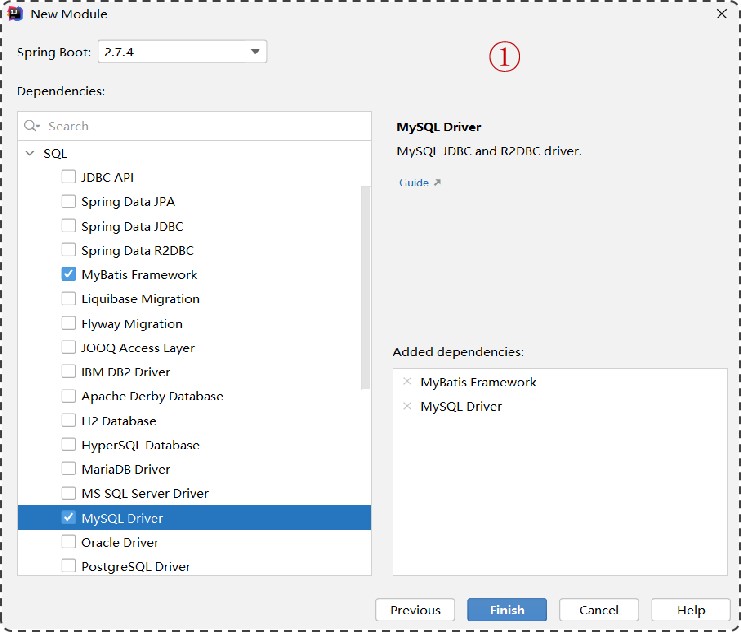 New Module
Spring Boot: 2.7.4
①
Dependencies:
Search
SQL
JDBC API
Spring Data JPA
Spring Data JDBC
Spring Data R2DBC
MyBatis Framework
Liquibase Migration
Flyway Migration
JOOQ Access Layer
IBM DB2 Driver
Apache Derby Database
H2 Database
HyperSQL Database
MariaDB Driver
MS SQL Server Driver
MySQL Driver
Oracle Driver
PostgreSQL Driver
MySQL Driver
MySQL JDBC and R2DBC driver.
Guide
Added dependencies:
MyBatis Framework
MySQL Driver
Previous
Finish
Cancel
Help